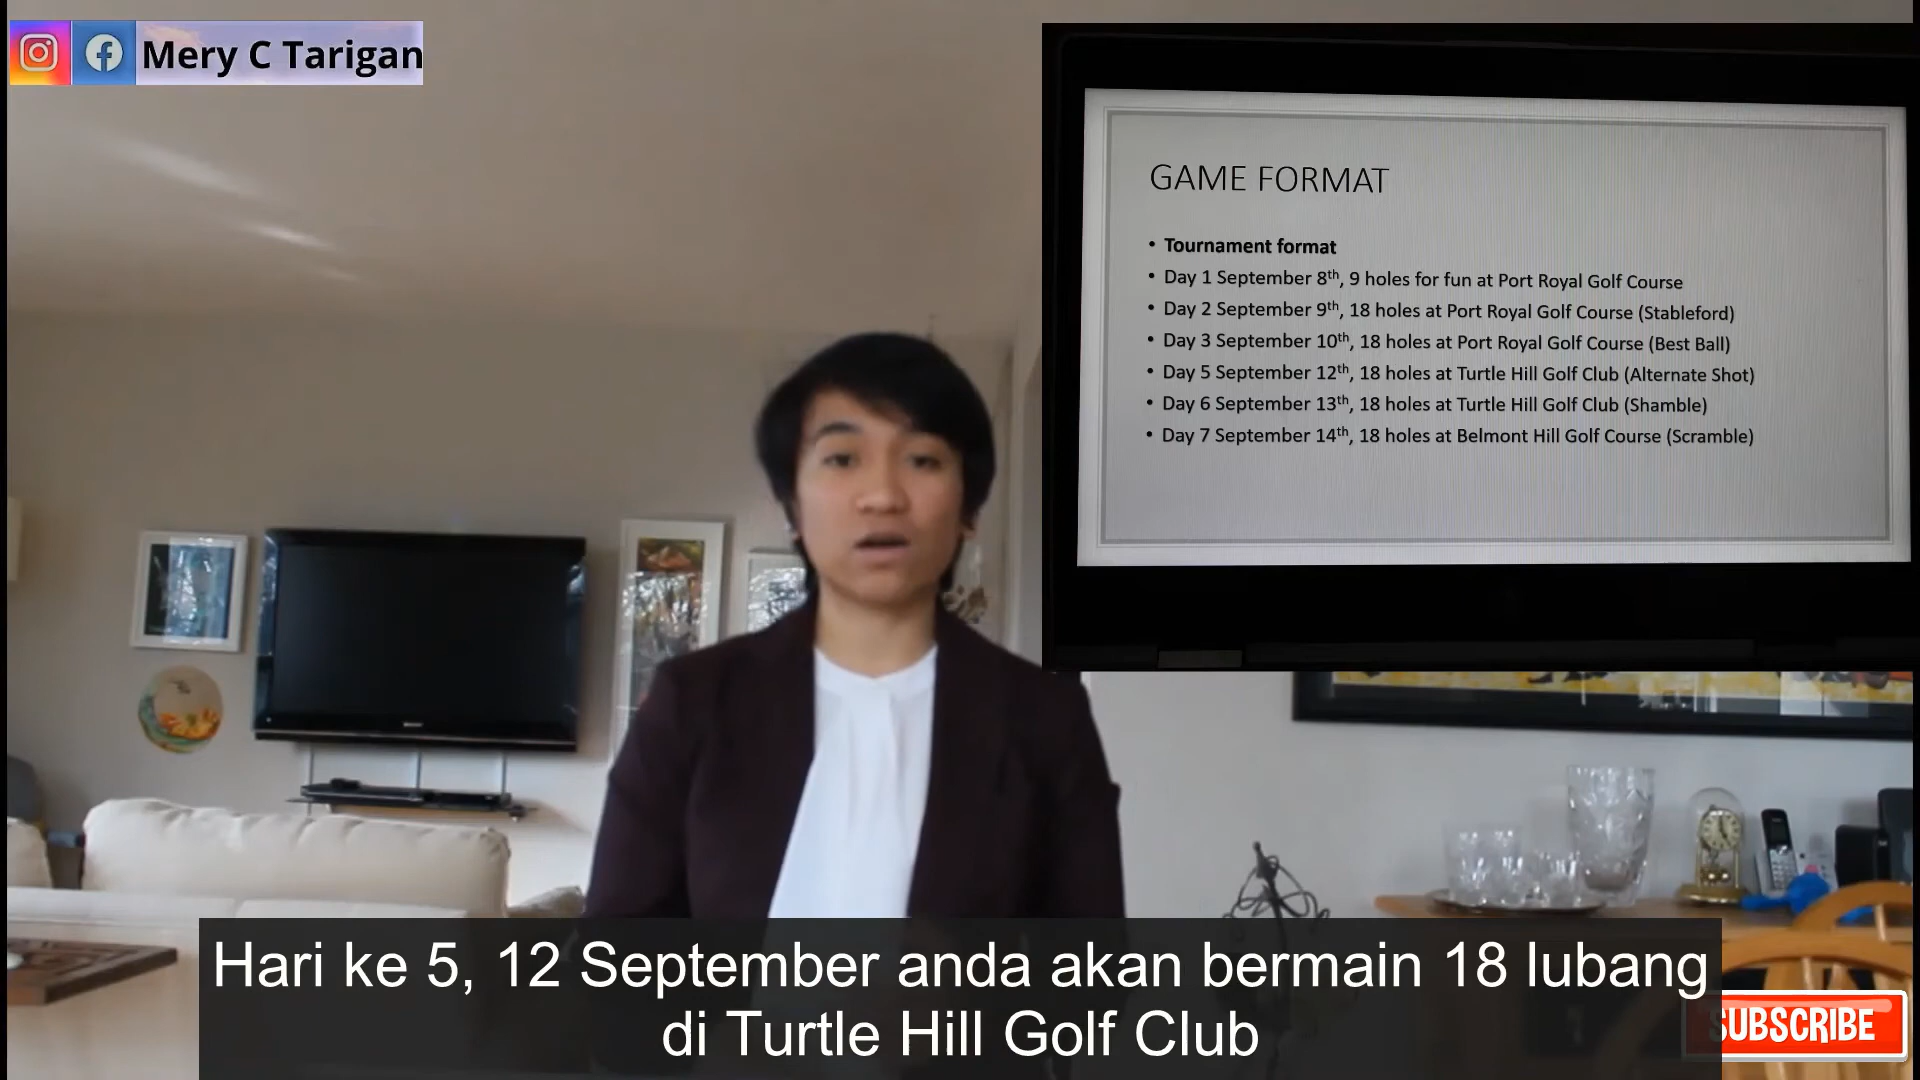 Mery C Tarigan
GAME FORMAT
• Tournament format
• Day 1 September 8th, 9 holes for fun at Port Royal Golf Course
• Day 2 September 9th, 18 holes at Port Royal Golf Course (Stableford)
• Day 3 September 10th, 18 holes at Port Royal Golf Course (Best Ball)
• Day 5 September 12th, 18 holes at Turtle Hill Golf Club (Alternate Shot)
• Day 6 September 13th, 18 holes at Turtle Hill Golf Club (Shamble)
• Day 7 September 14th, 18 holes at Belmont Hill Golf Course (Scramble)
Hari ke 5, 12 September anda akan bermain 18 lubang
di Turtle Hill Golf Club
SUBSCRIBE